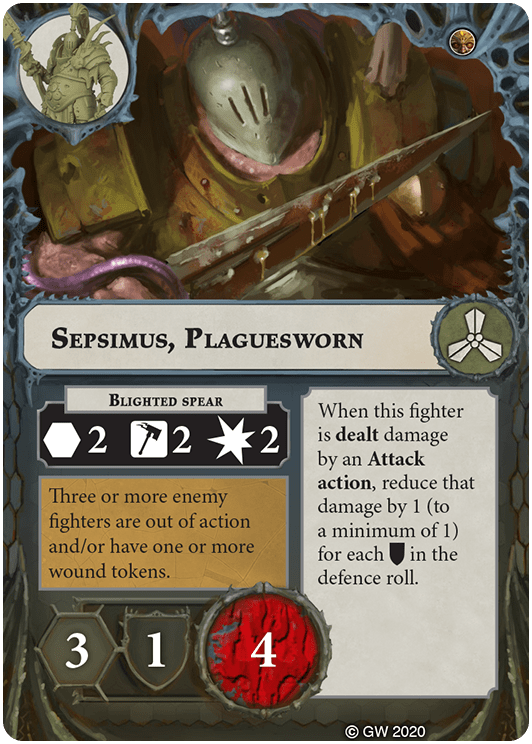 Sepsimus, Plaguesworn
Blighted spear
2 2 2
Three or more enemy
fighters are out of action
and/or have one or more
wound tokens.
When this fighter
is dealt damage
by an Attack
action, reduce that
damage by 1 (to
a minimum of 1)
for each in the
defence roll.
3 1 4
© GW 2020